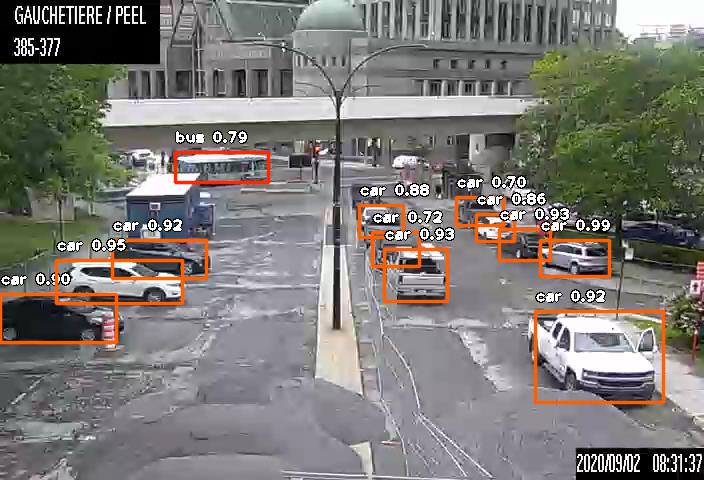 GAUCHETIERE / PEEL
385-377
bus 0.79
car 0.88
car 0.70
car 0.86
car 0.72
car 0.93
car 0.92
car 0.93
car 0.99
car 0.95
car 0.90
car 0.92
2020/09/02 08:31:37